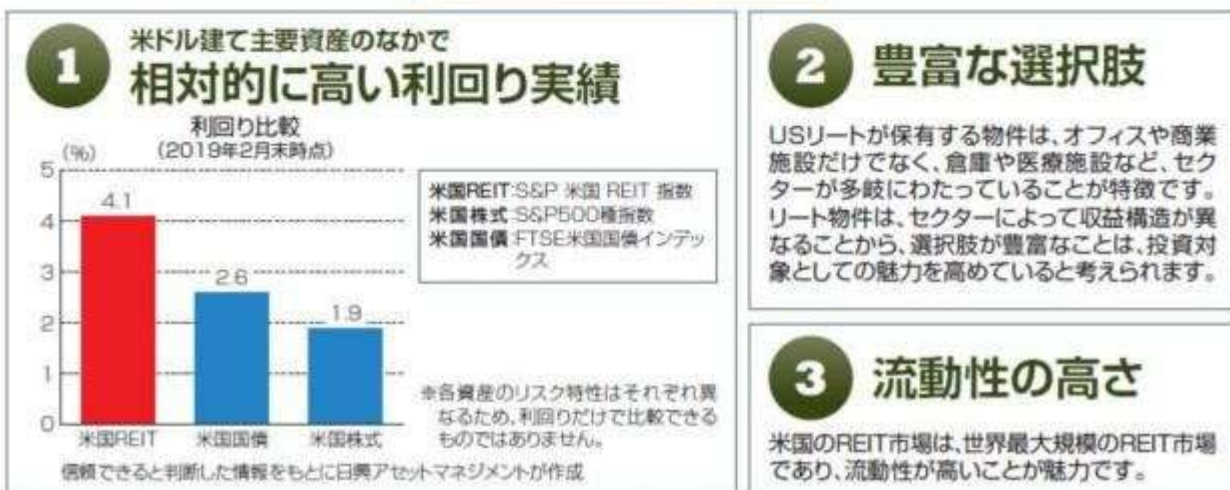 1
米ドル建て主要資産のなかで
相対的に高い利回り実績
利回り比較
(2019年2月末時点)
(%)
5
4
3
2
1
0
4.1
2.6
1.9
米国REIT
米国国債
米国株式
米国REIT:S&P 米国 REIT 指数
米国株式:S&P500種指数
米国国債:FTSE米国国債インデッ
クス
※各資産のリスク特性はそれぞれ異
なるため、利回りだけで比較できる
ものではありません。
信頼できると判断した情報をもとに日興アセットマネジメントが作成
2
豊富な選択肢
USリートが保有する物件は、オフィスや商業
施設だけでなく、倉庫や医療施設など、セク
ターが多岐にわたっていることが特徴です。
リート物件は、セクターによって収益構造が異
なることから、選択肢が豊富なことは、投資対
象としての魅力を高めていると考えられます。
3
流動性の高さ
米国のREIT市場は、世界最大規模のREIT市場
であり、流動性が高いことが魅力です。